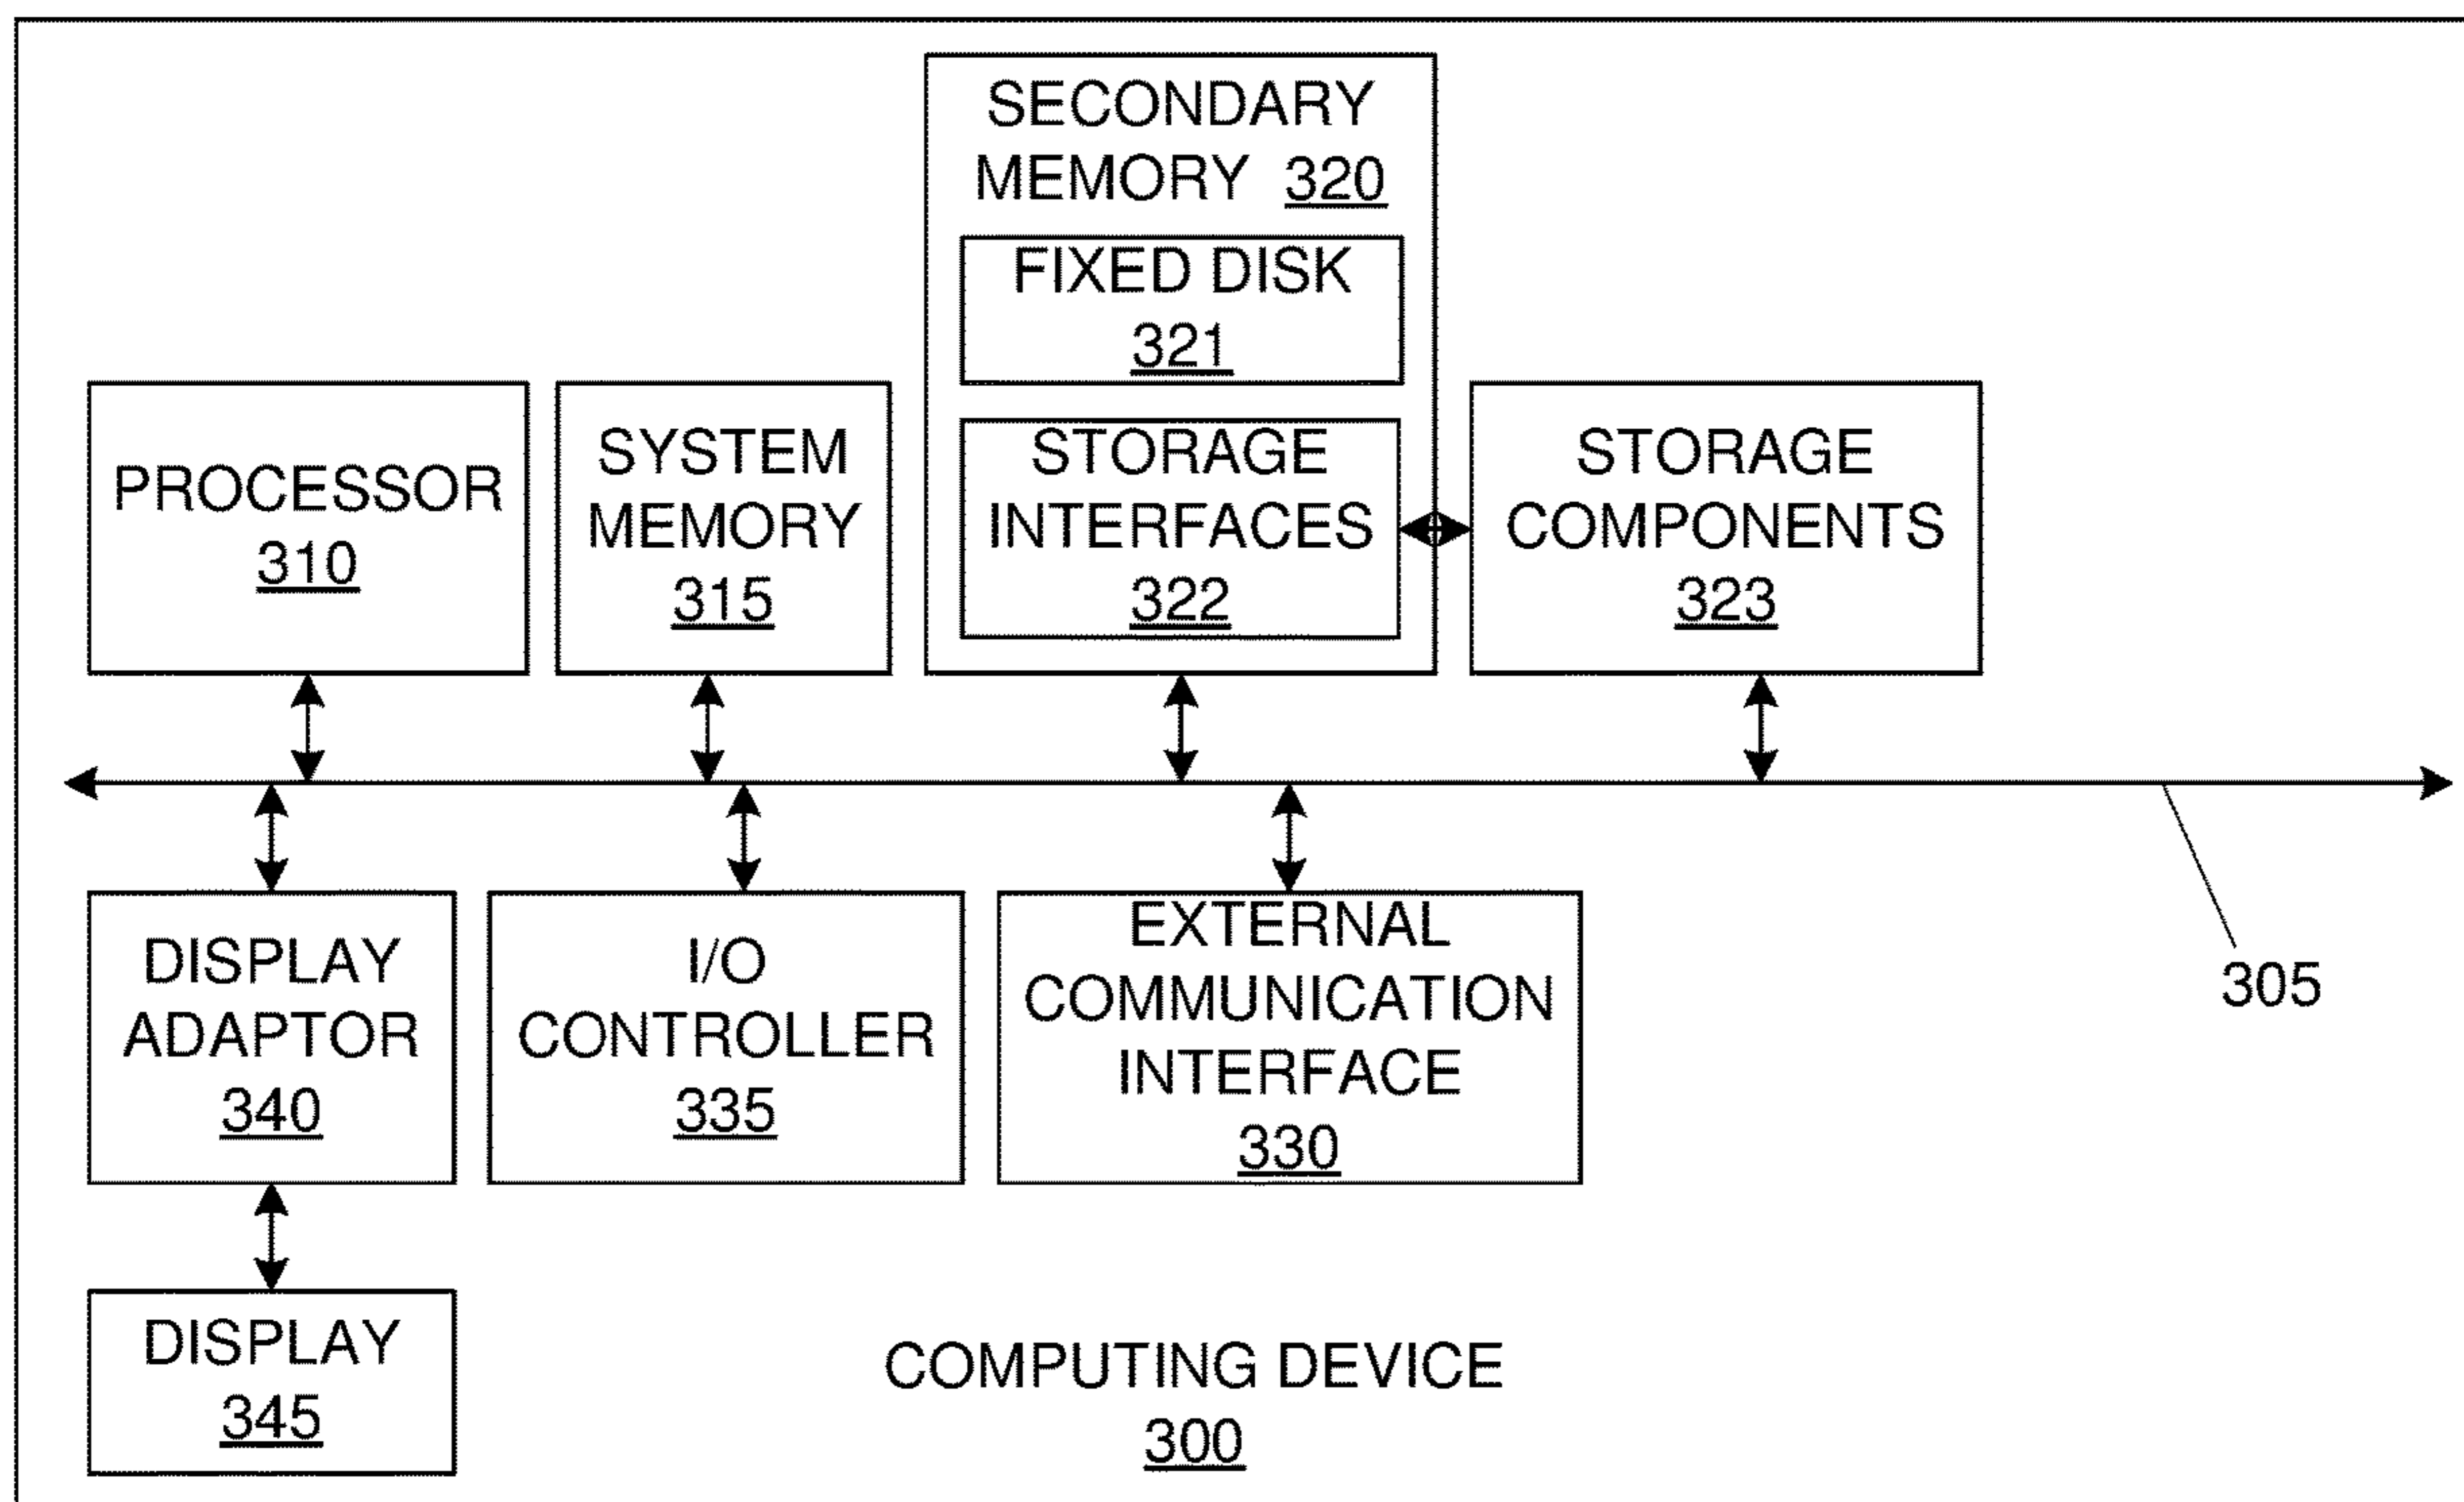 SECONDARY
MEMORY 320
FIXED DISK
321
STORAGE
INTERFACES
322
PROCESSOR
310
SYSTEM
MEMORY
315
STORAGE
COMPONENTS
323
305
DISPLAY
ADAPTOR
340
I/O
CONTROLLER
335
EXTERNAL
COMMUNICATION
INTERFACE
330
DISPLAY
345
COMPUTING DEVICE
300